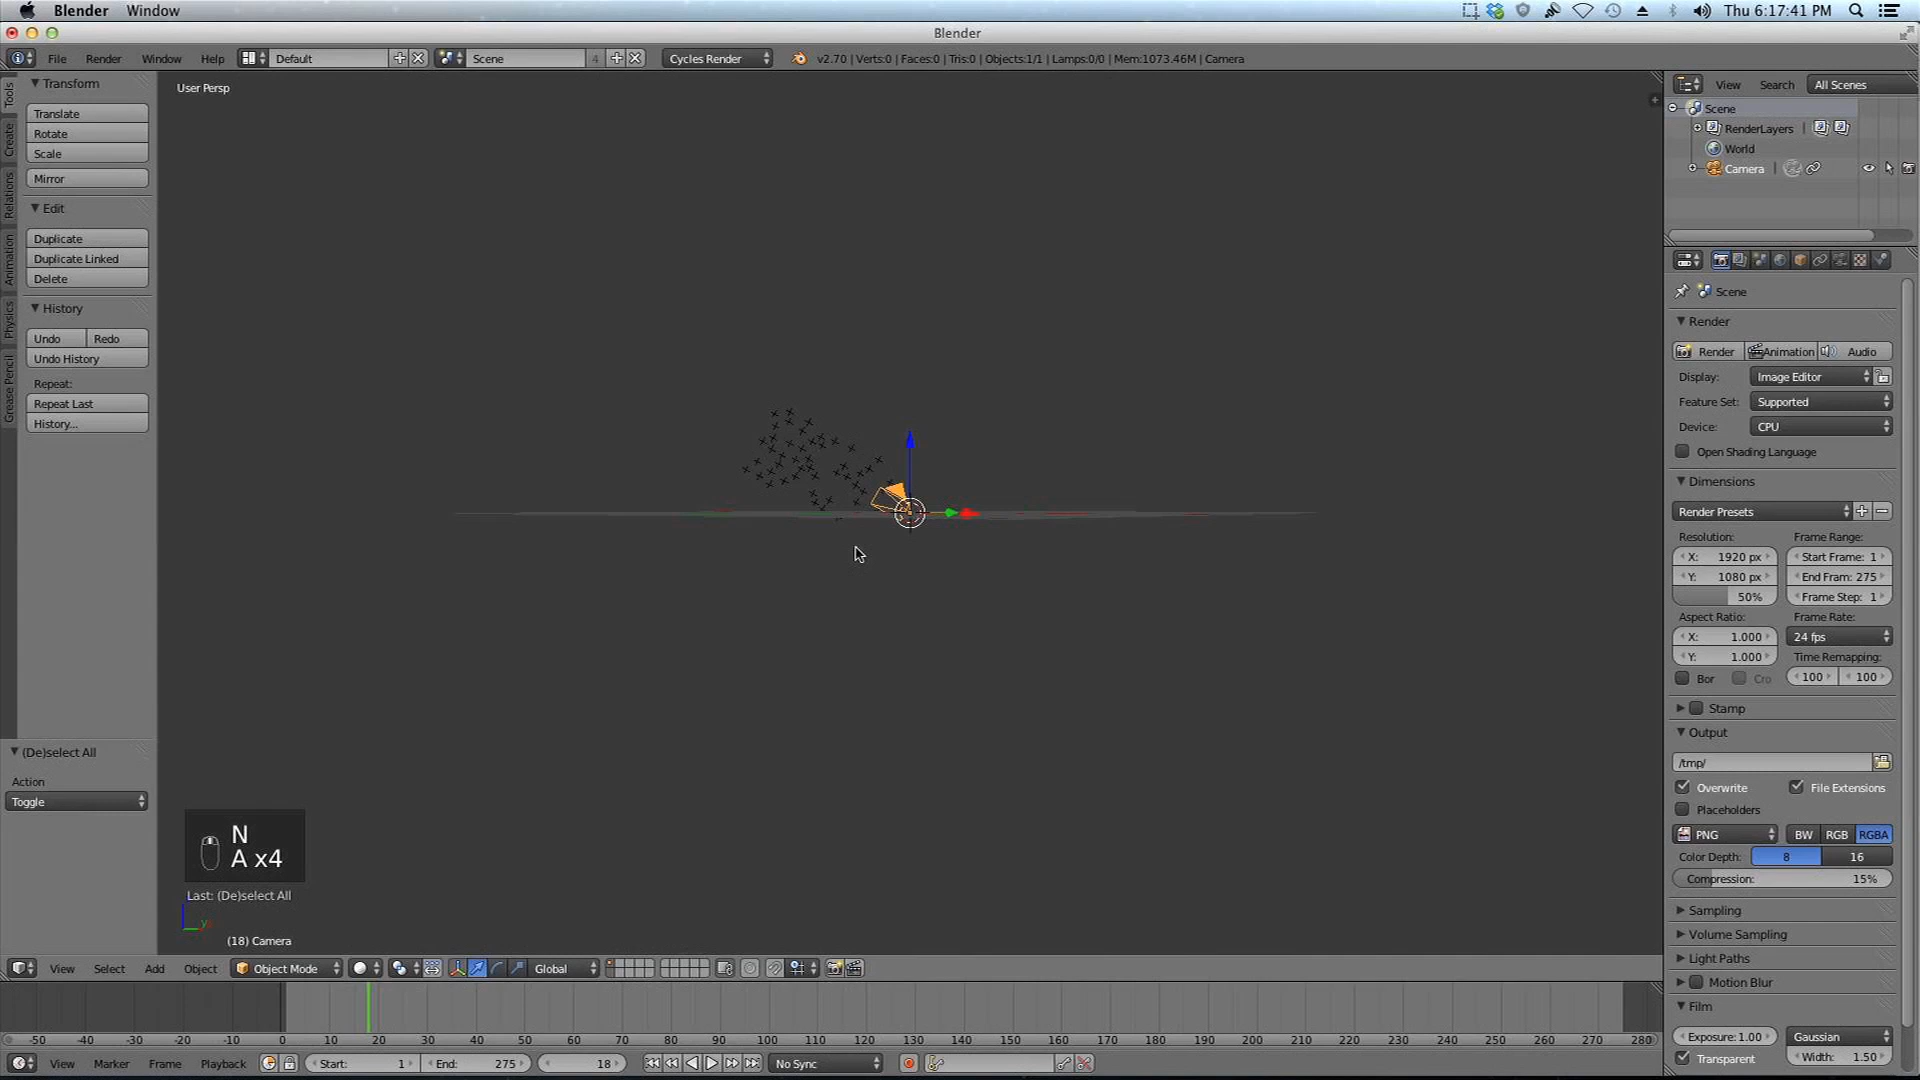 Blender Window Thu 6:17:41 PM
Blender
File Render Window Help Default Scene 4 Cycles Render v2.70 | Verts:0 | Faces:0 | Tris:0 | Objects:1/1 | Lamps:0/0 | Mem:1073.46M | Camera
Tools
Create
Relations
Animation
Physics
Grease Pencil
Transform
Translate
Rotate
Scale
Mirror
Edit
Duplicate
Duplicate Linked
Delete
History
Undo Redo
Undo History
Repeat:
Repeat Last
History...
(De)select All
Action
Toggle
User Persp
N
A x4
Last: (De)select All
y
(18) Camera
View Select Add Object Object Mode Global
-50 -40 -30 -20 -10 0 10 20 30 40 50 60 70 80 90 100 110 120 130 140 150 160 170 180 190 200 210 220 230 240 250 260 270 280
View Marker Frame Playback Start: 1 End: 275 18 No Sync
View Search All Scenes
Scene
RenderLayers |
World
Camera |
Scene
Render
Render Animation Audio
Display: Image Editor
Feature Set: Supported
Device: CPU
Open Shading Language
Dimensions
Render Presets
Resolution: Frame Range:
X: 1920 px Start Frame: 1
Y: 1080 px End Fram: 275
50% Frame Step: 1
Aspect Ratio: Frame Rate:
X: 1.000 24 fps
Y: 1.000 Time Remapping:
Bor Cro 100 100
Stamp
Output
/tmp/
Overwrite File Extensions
Placeholders
PNG BW RGB RGBA
Color Depth: 8 16
Compression: 15%
Sampling
Volume Sampling
Light Paths
Motion Blur
Film
Exposure: 1.00 Gaussian
Transparent Width: 1.50